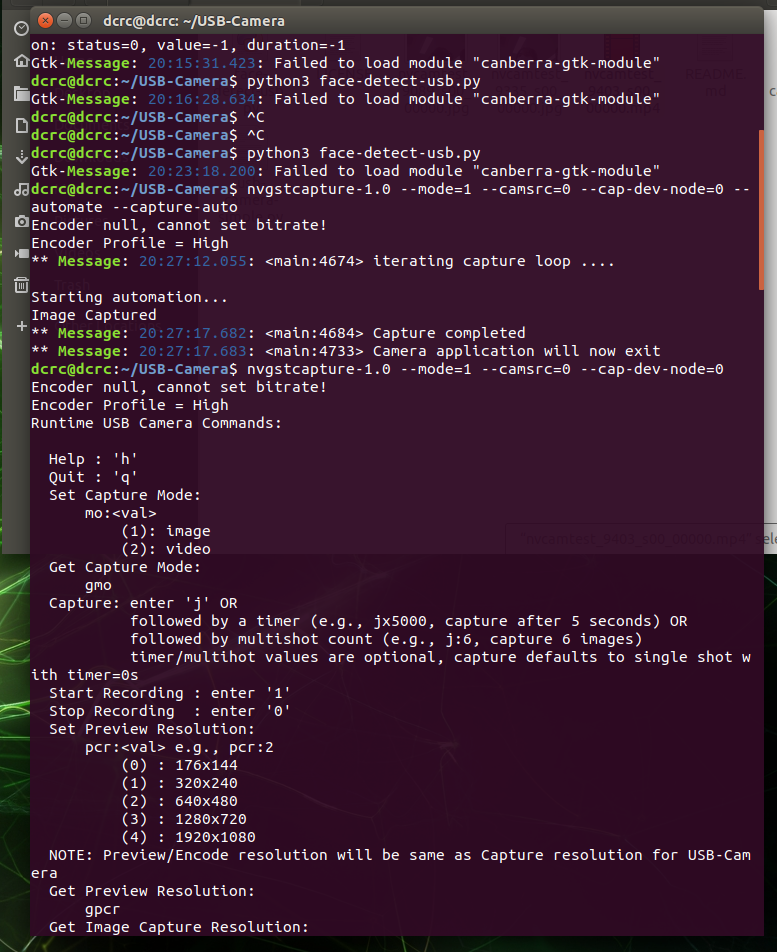 dcrc@dcrc: ~/USB-Camera
on: status=0, value=-1, duration=-1
Gtk-Message: 20:15:31.423: Failed to load module "canberra-gtk-module"
dcrc@dcrc:~/USB-Camera$ python3 face-detect-usb.py
Gtk-Message: 20:16:28.634: Failed to load module "canberra-gtk-module"
dcrc@dcrc:~/USB-Camera$ ^C
dcrc@dcrc:~/USB-Camera$ ^C
dcrc@dcrc:~/USB-Camera$ python3 face-detect-usb.py
Gtk-Message: 20:23:18.200: Failed to load module "canberra-gtk-module"
dcrc@dcrc:~/USB-Camera$ nvgstcapture-1.0 --mode=1 --camsrc=0 --cap-dev-node=0 --
automate --capture-auto
Encoder null, cannot set bitrate!
Encoder Profile = High
** Message: 20:27:12.055: <main:4674> iterating capture loop ....
Starting automation...
Image Captured
** Message: 20:27:17.682: <main:4684> Capture completed
** Message: 20:27:17.683: <main:4733> Camera application will now exit
dcrc@dcrc:~/USB-Camera$ nvgstcapture-1.0 --mode=1 --camsrc=0 --cap-dev-node=0
Encoder null, cannot set bitrate!
Encoder Profile = High
Runtime USB Camera Commands:
Help : 'h'
Quit : 'q'
Set Capture Mode:
mo:<val>
(1): image
(2): video
Get Capture Mode:
gmo
Capture: enter 'j' OR
followed by a timer (e.g., jx5000, capture after 5 seconds) OR
followed by multishot count (e.g., j:6, capture 6 images)
timer/multihot values are optional, capture defaults to single shot w
ith timer=0s
Start Recording : enter '1'
Stop Recording  : enter '0'
Set Preview Resolution:
pcr:<val> e.g., pcr:2
(0) : 176x144
(1) : 320x240
(2) : 640x480
(3) : 1280x720
(4) : 1920x1080
NOTE: Preview/Encode resolution will be same as Capture resolution for USB-Cam
era
Get Preview Resolution:
gpcr
Get Image Capture Resolution: